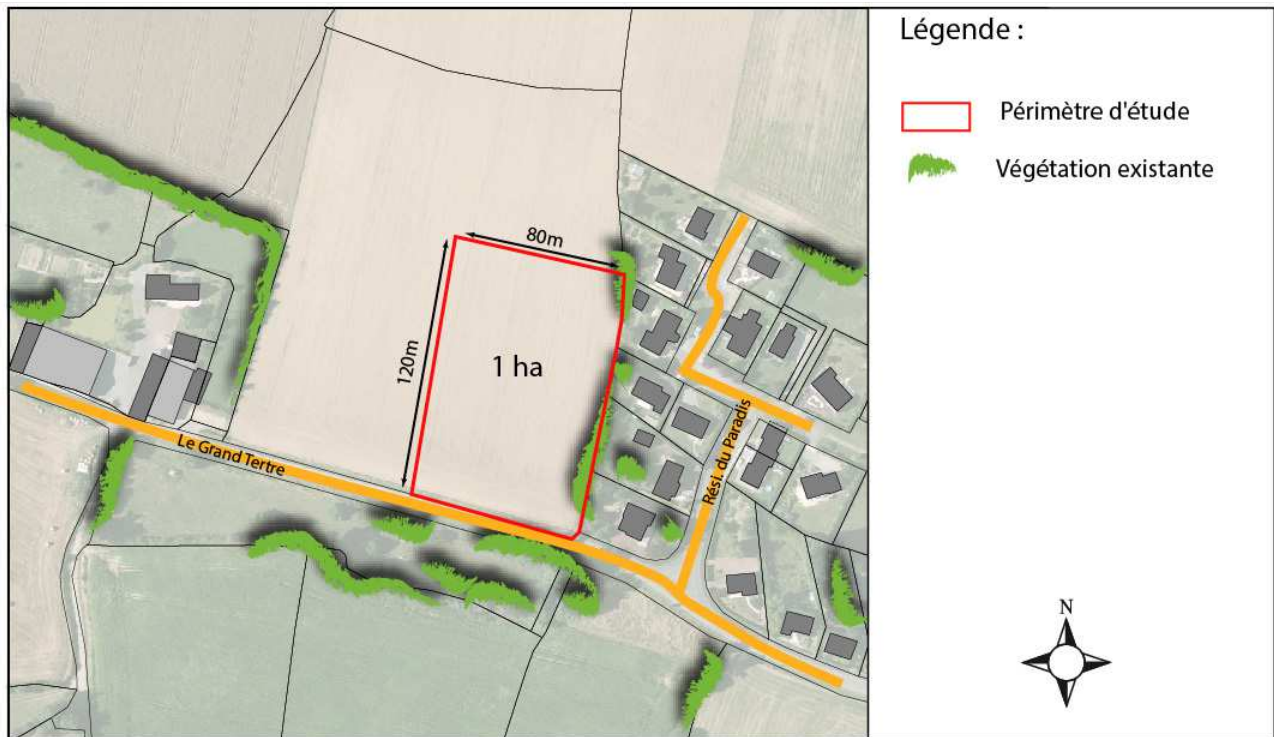 Légende :
Périmètre d'étude
Végétation existante
80m
120m
1 ha
Le Grand Tertre
Rési. du Paradis
N